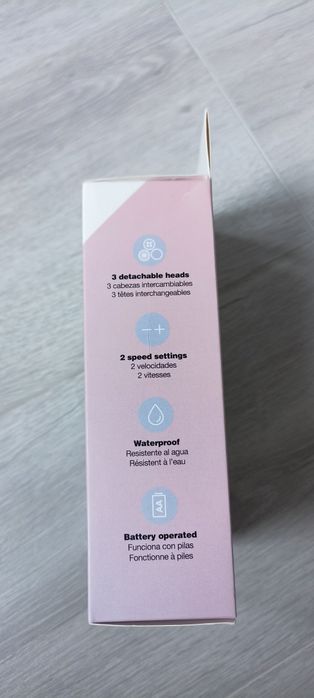 3 detachable heads
3 cabezas intercambiables
3 têtes interchangeables
− +
2 speed settings
2 velocidades
2 vitesses
Waterproof
Resistente al agua
Résistent à l'eau
AA
Battery operated
Funciona con pilas
Fonctionne à piles